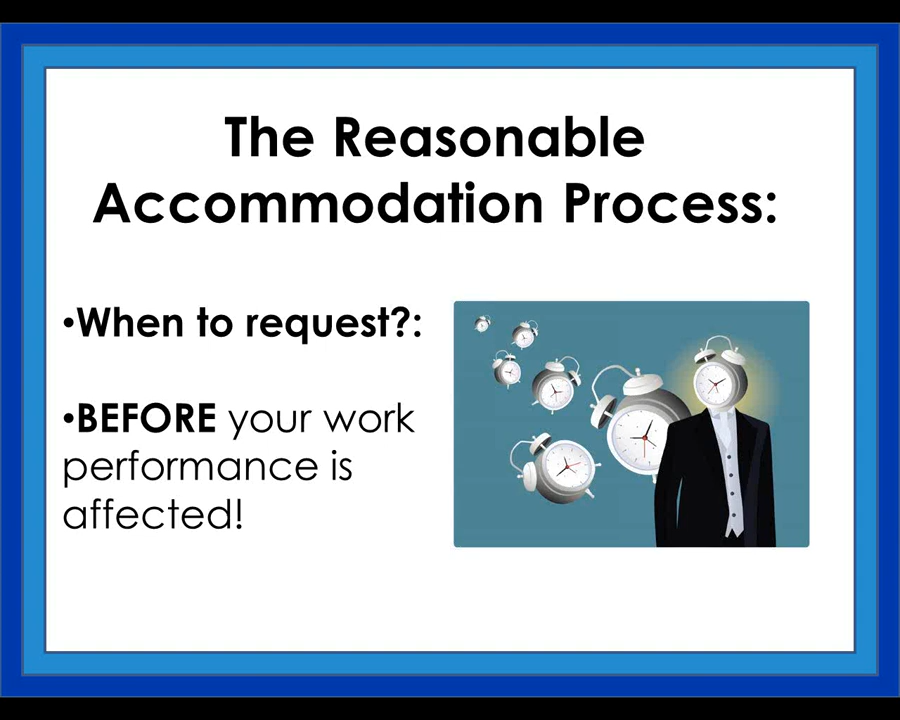 The Reasonable
Accommodation Process:
•When to request?:
•BEFORE your work
performance is
affected!